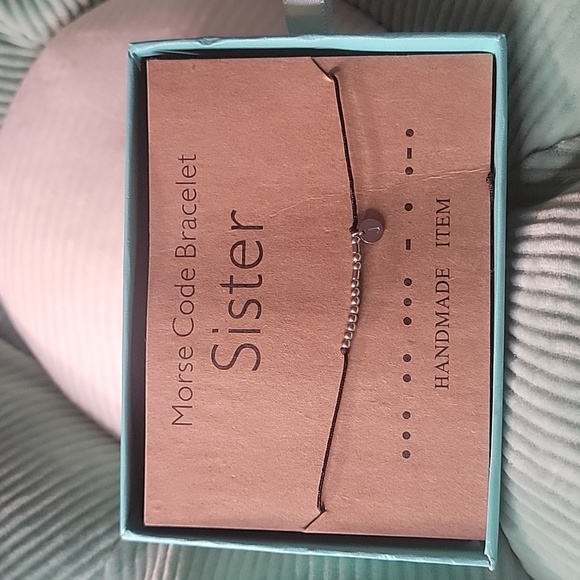 Morse Code Bracelet
Sister
J
••• •• ••• – • •–•
HANDMADE ITEM